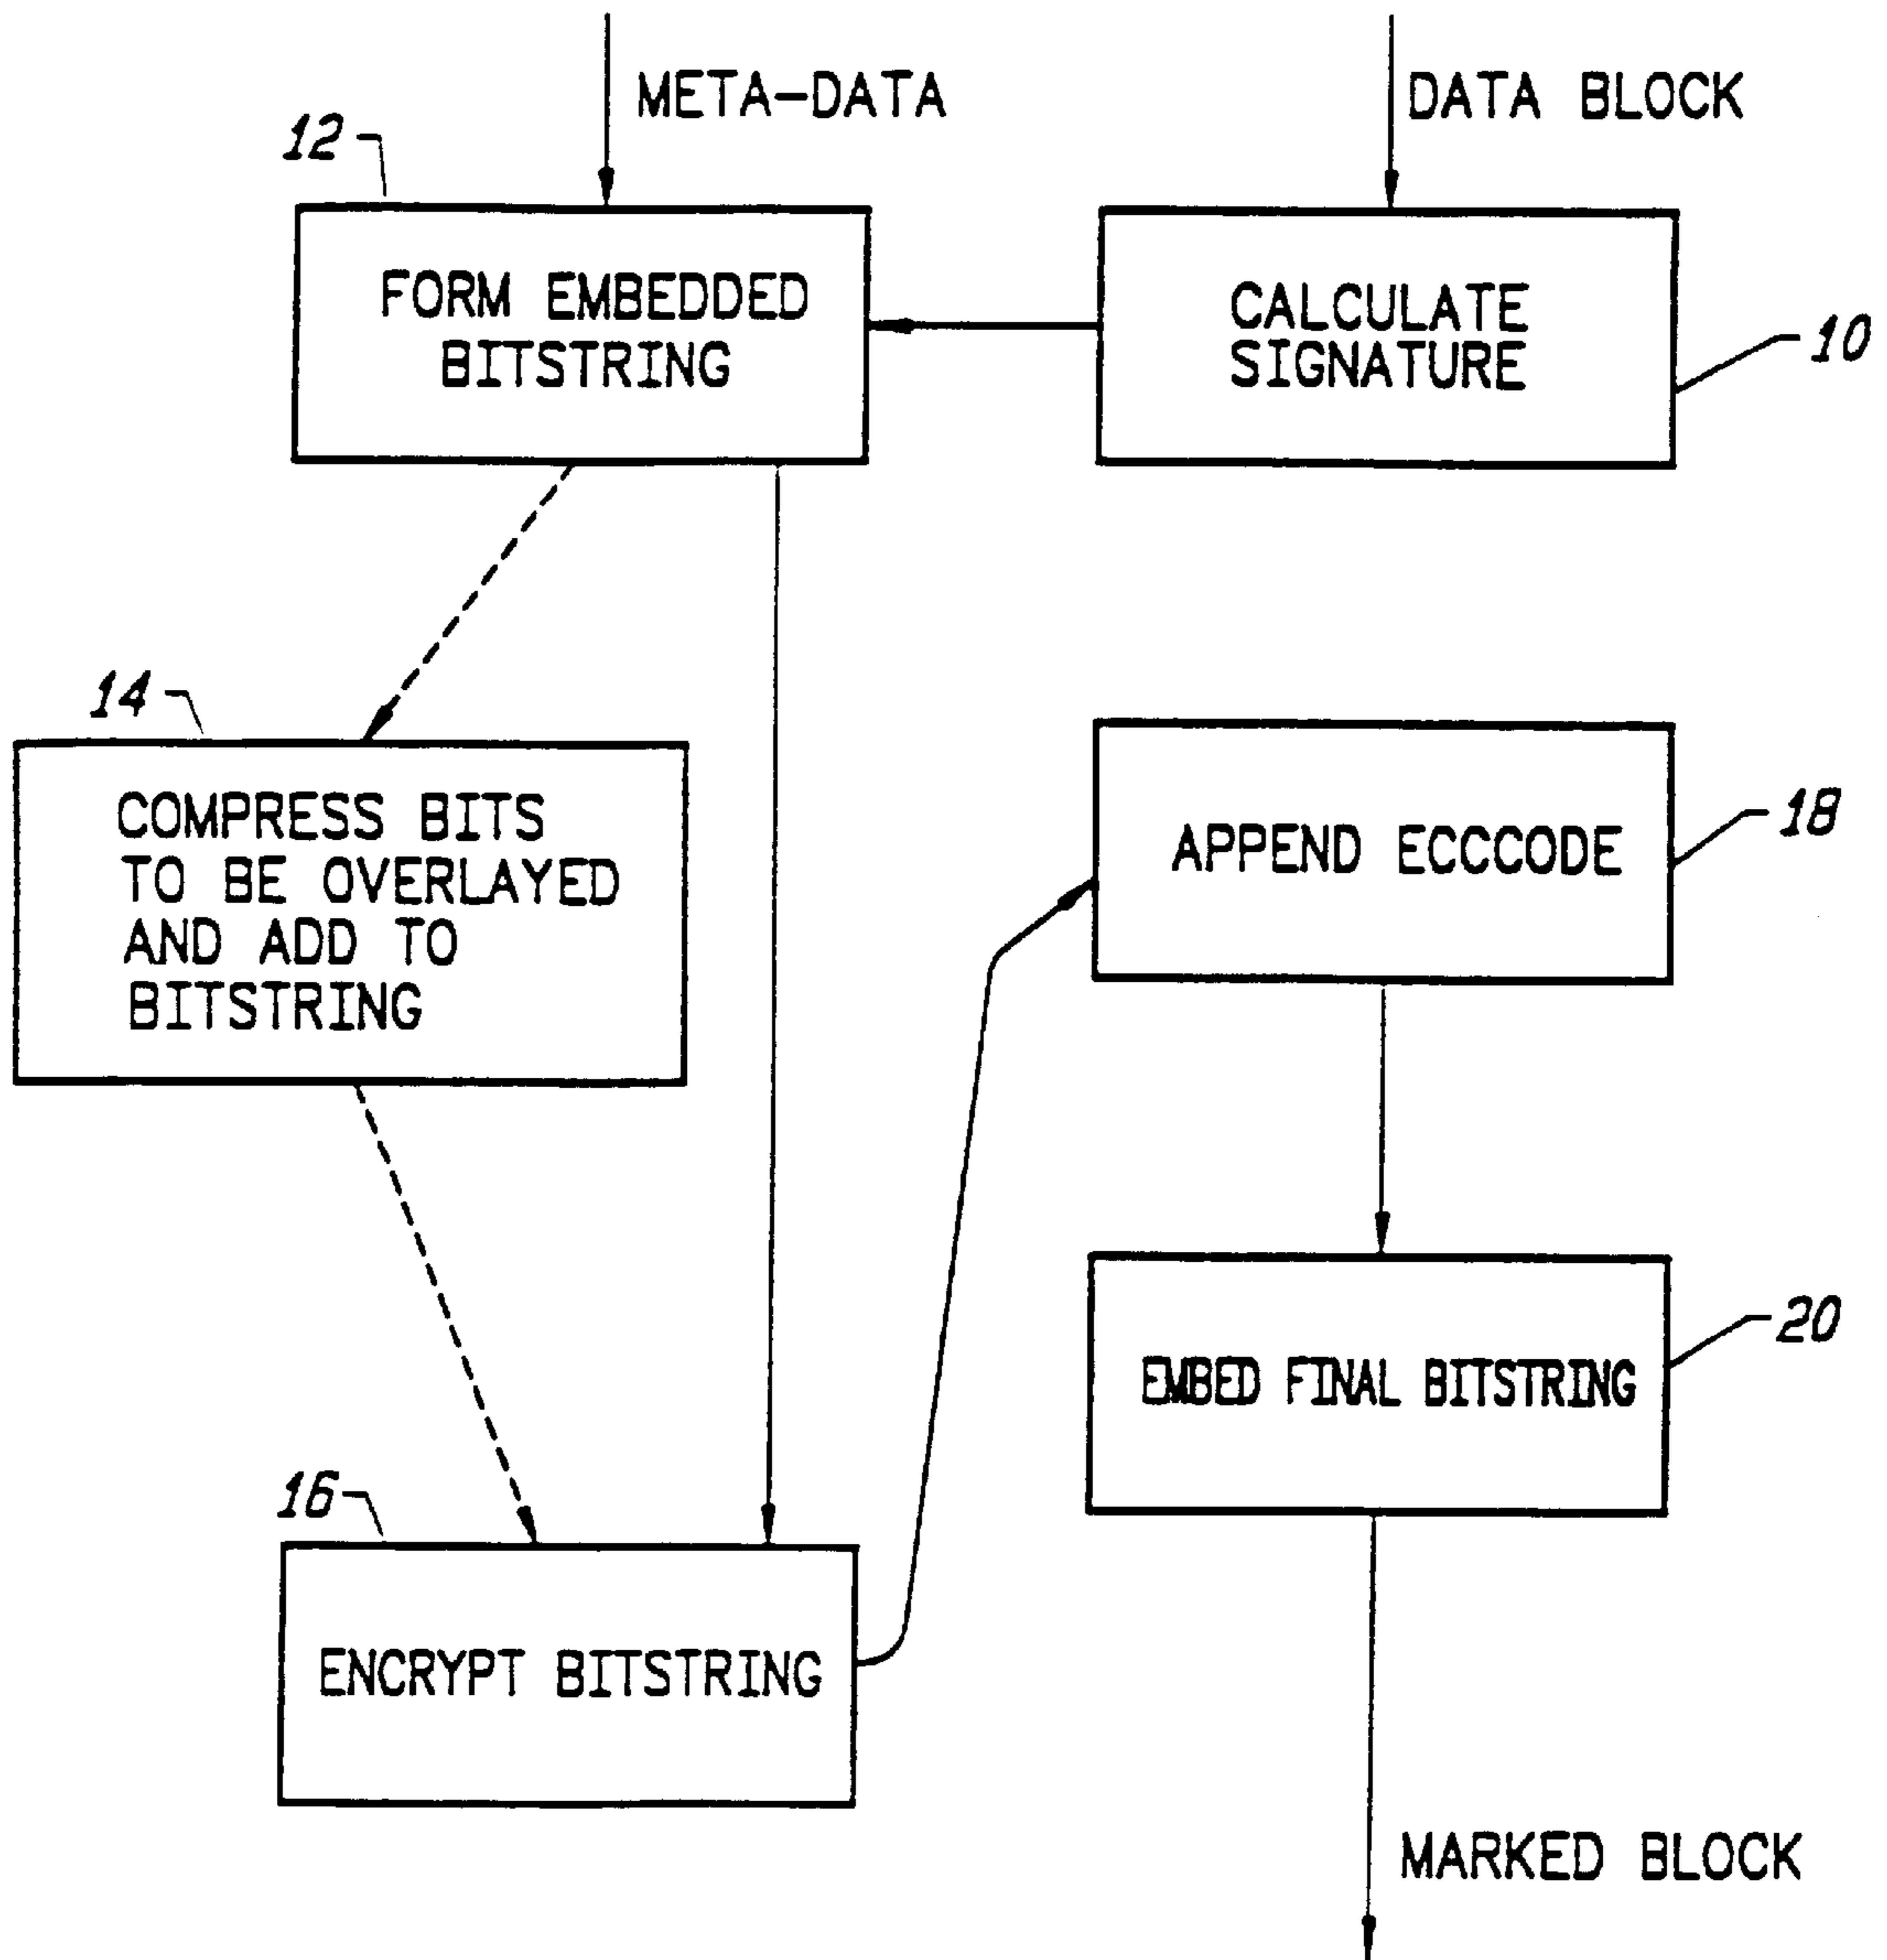 META-DATA
DATA BLOCK
12
FORM EMBEDDED
BITSTRING
CALCULATE
SIGNATURE
10
14
COMPRESS BITS
TO BE OVERLAYED
AND ADD TO
BITSTRING
APPEND ECCCODE
18
EMBED FINAL BITSTRING
20
16
ENCRYPT BITSTRING
MARKED BLOCK